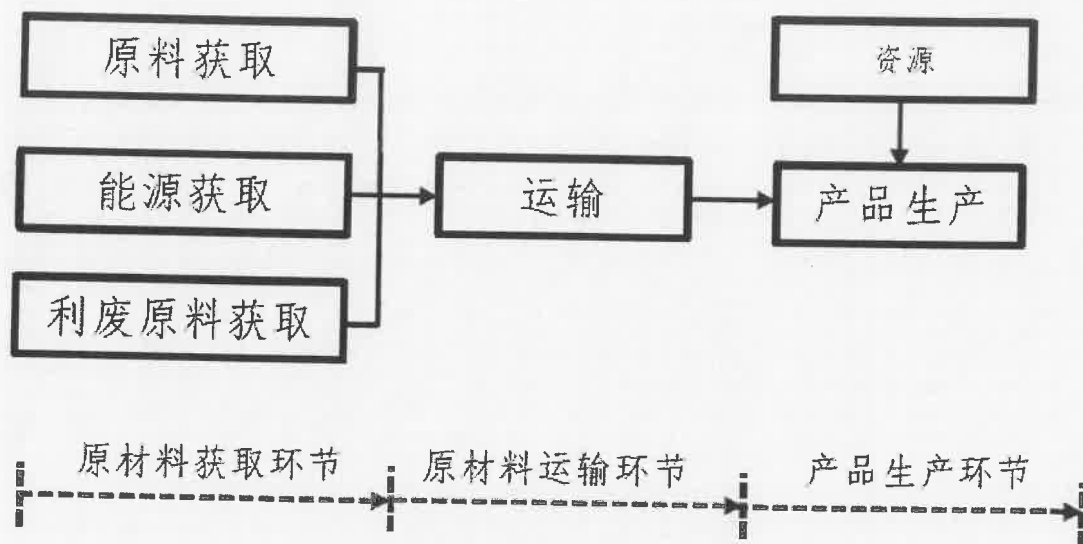 原料获取
资源
能源获取
运输
产品生产
利废原料获取
原材料获取环节
原材料运输环节
产品生产环节